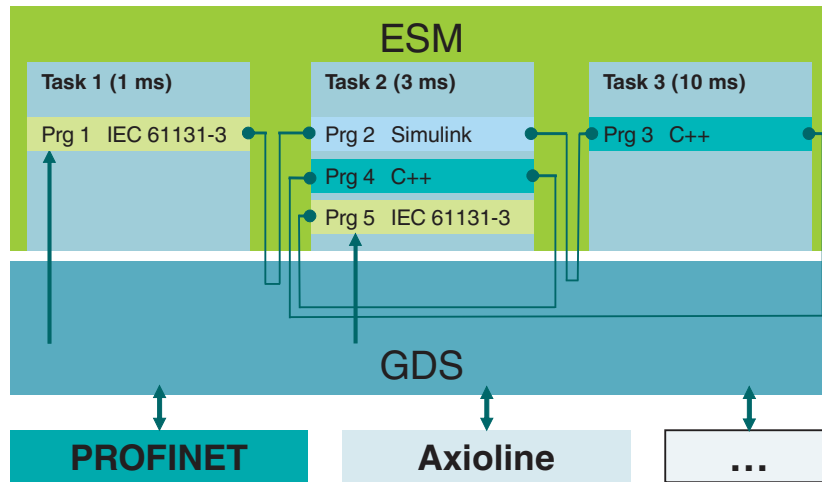 ESM
Task 1 (1 ms)
Task 2 (3 ms)
Task 3 (10 ms)
Prg 1 IEC 61131-3
Prg 2 Simulink
Prg 3 C++
Prg 4 C++
Prg 5 IEC 61131-3
GDS
PROFINET
Axioline
...